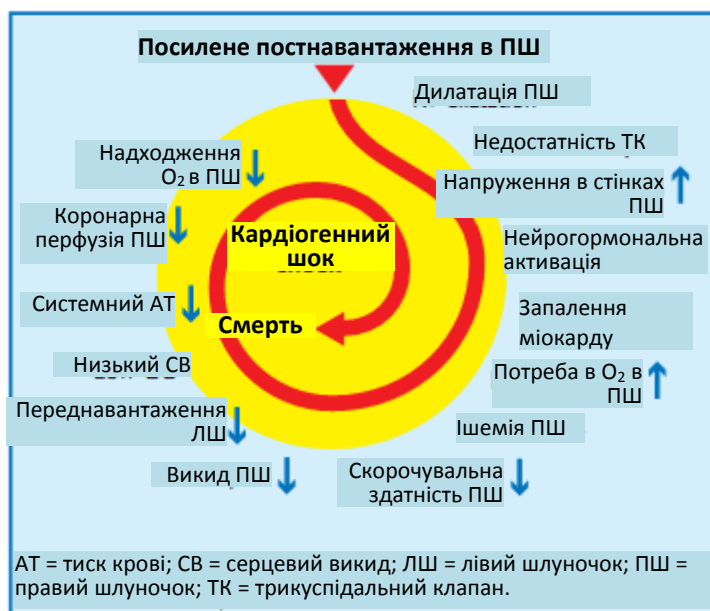 Посилене постнавантаження в ПШ
Дилатація ПШ
Недостатність ТК
Напруження в стінках
ПШ
Нейрогормональна
активація
Запалення
міокарду
Потреба в О₂ в
ПШ
Ішемія ПШ
Скорочувальна
здатність ПШ
Викид ПШ
Переднавантаження
ЛШ
Низький СВ
Системний АТ
Коронарна
перфузія ПШ
Надходження
О₂ в ПШ
Кардіогенний
шок
Смерть
АТ = тиск крові; СВ = серцевий викид; ЛШ = лівий шлуночок; ПШ =
правий шлуночок; ТК = трикуспідальний клапан.